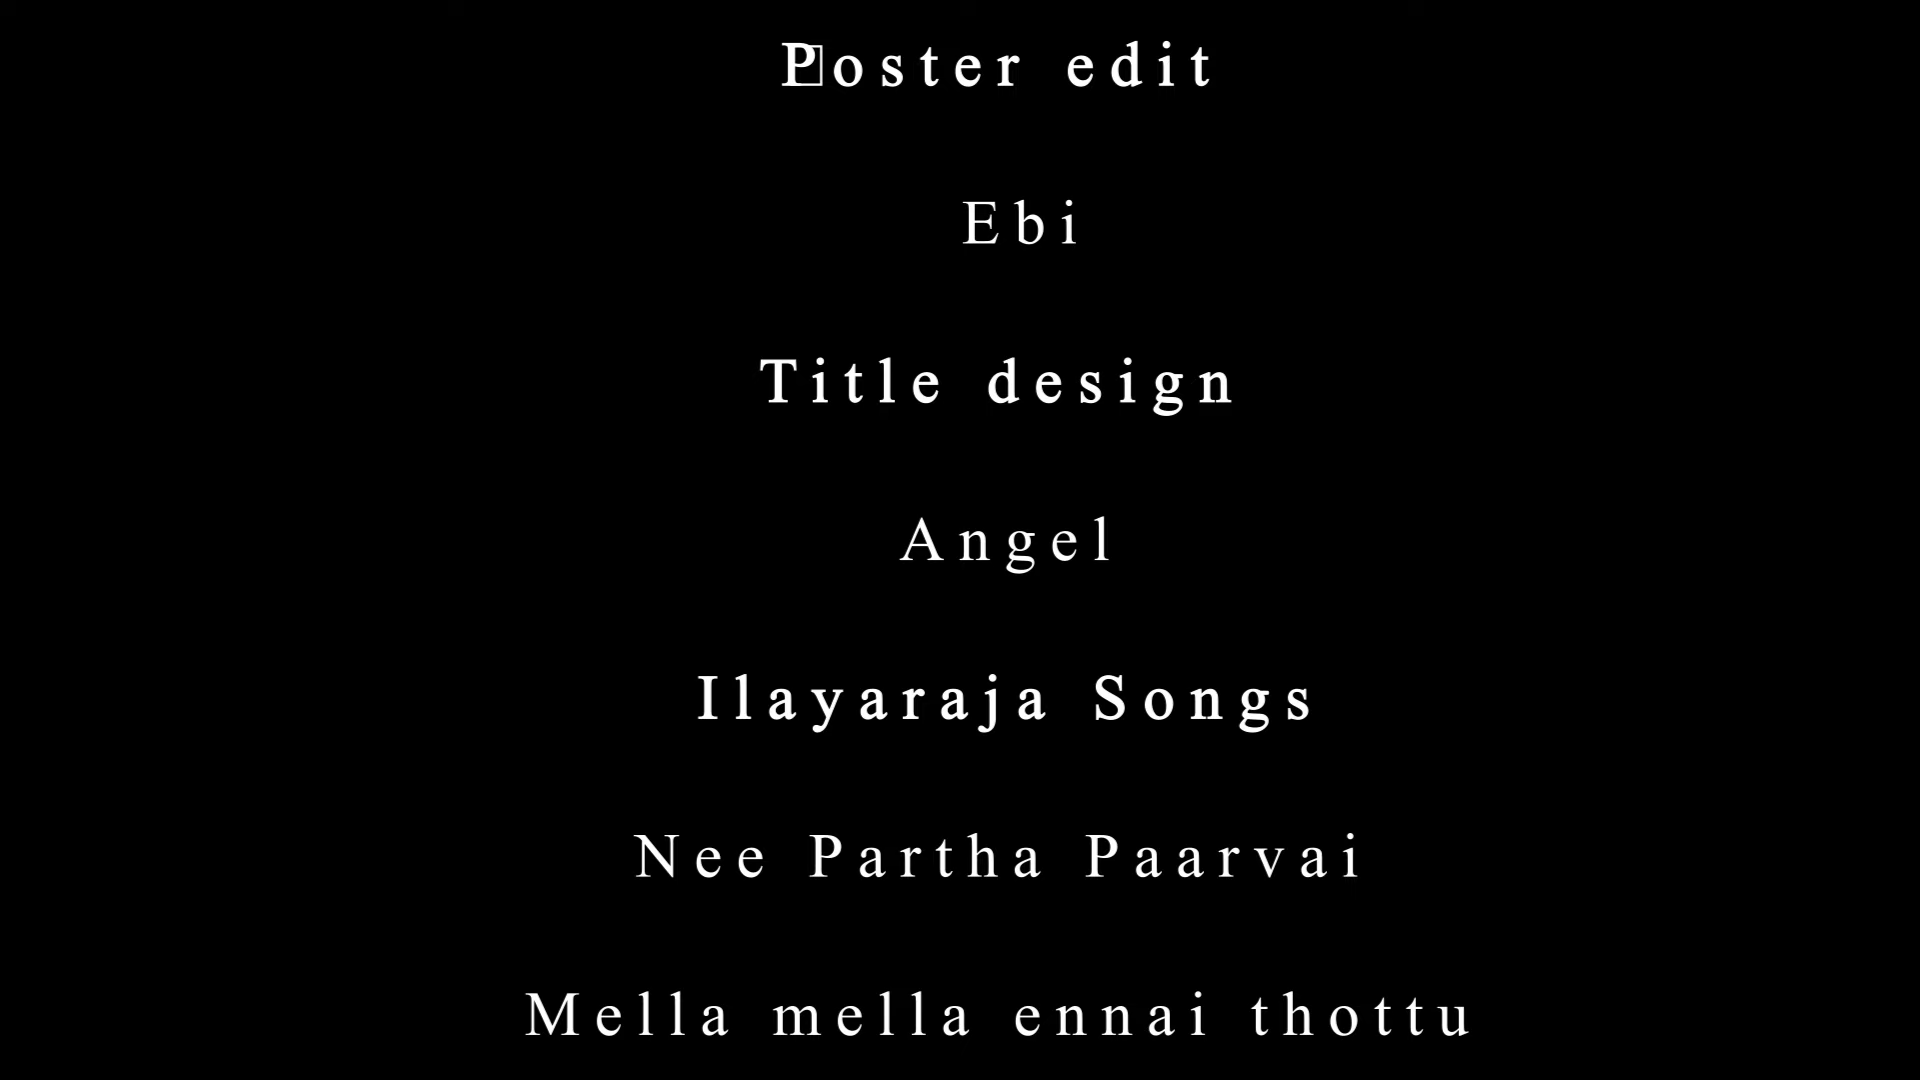 Poster edit
Ebi
Title design
Angel
Ilayaraja Songs
Nee Partha Paarvai
Mella mella ennai thottu